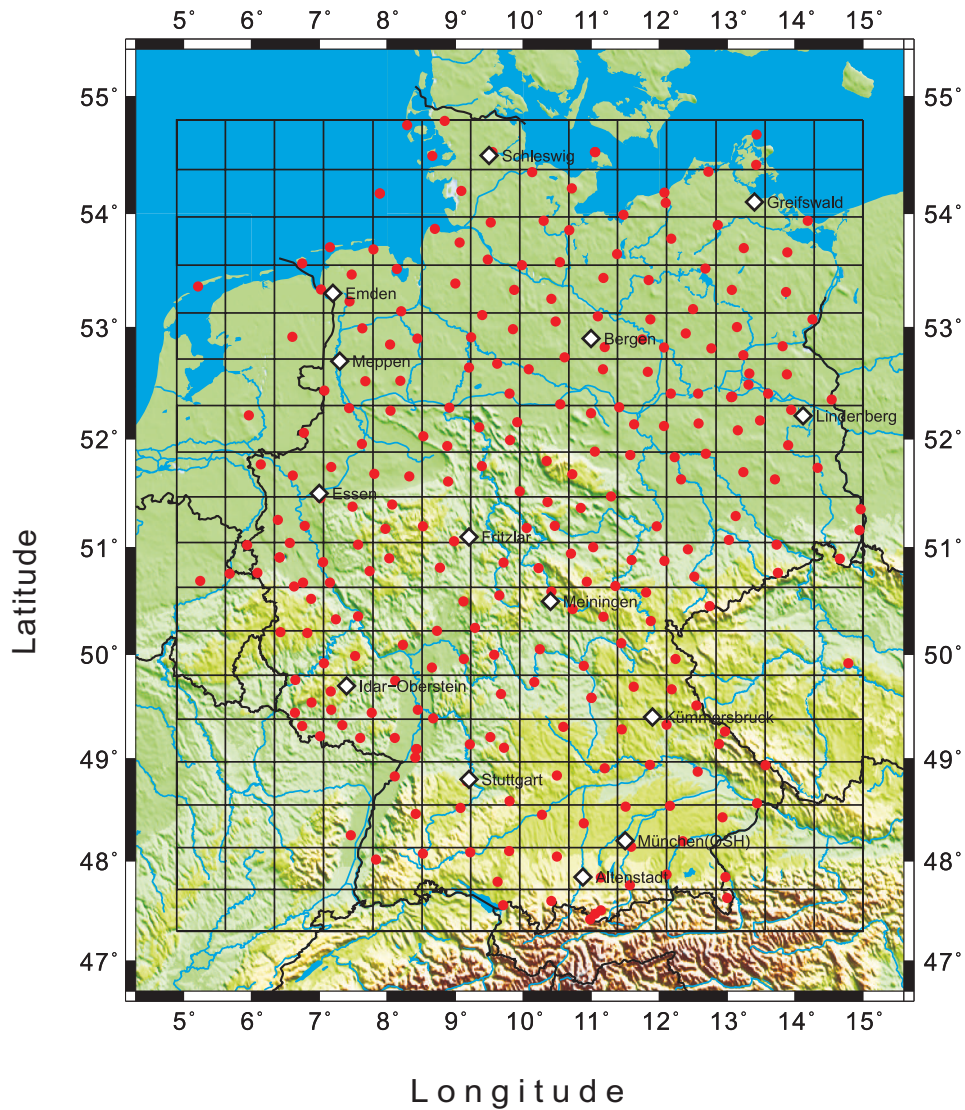 5° 6° 7° 8° 9° 10° 11° 12° 13° 14° 15°
55° 55°
Schleswig
54° 54°
Greifswald
Emden
53° 53°
Bergen
Meppen
Lindenberg
52° 52°
Essen
51° 51°
Fritzlar
Meiningen
50° 50°
Idar-Oberstein
Kümmersbruck
49° 49°
Stuttgart
48° 48°
München(OSH)
Altenstadt
47° 47°
5° 6° 7° 8° 9° 10° 11° 12° 13° 14° 15°
Latitude
Longitude